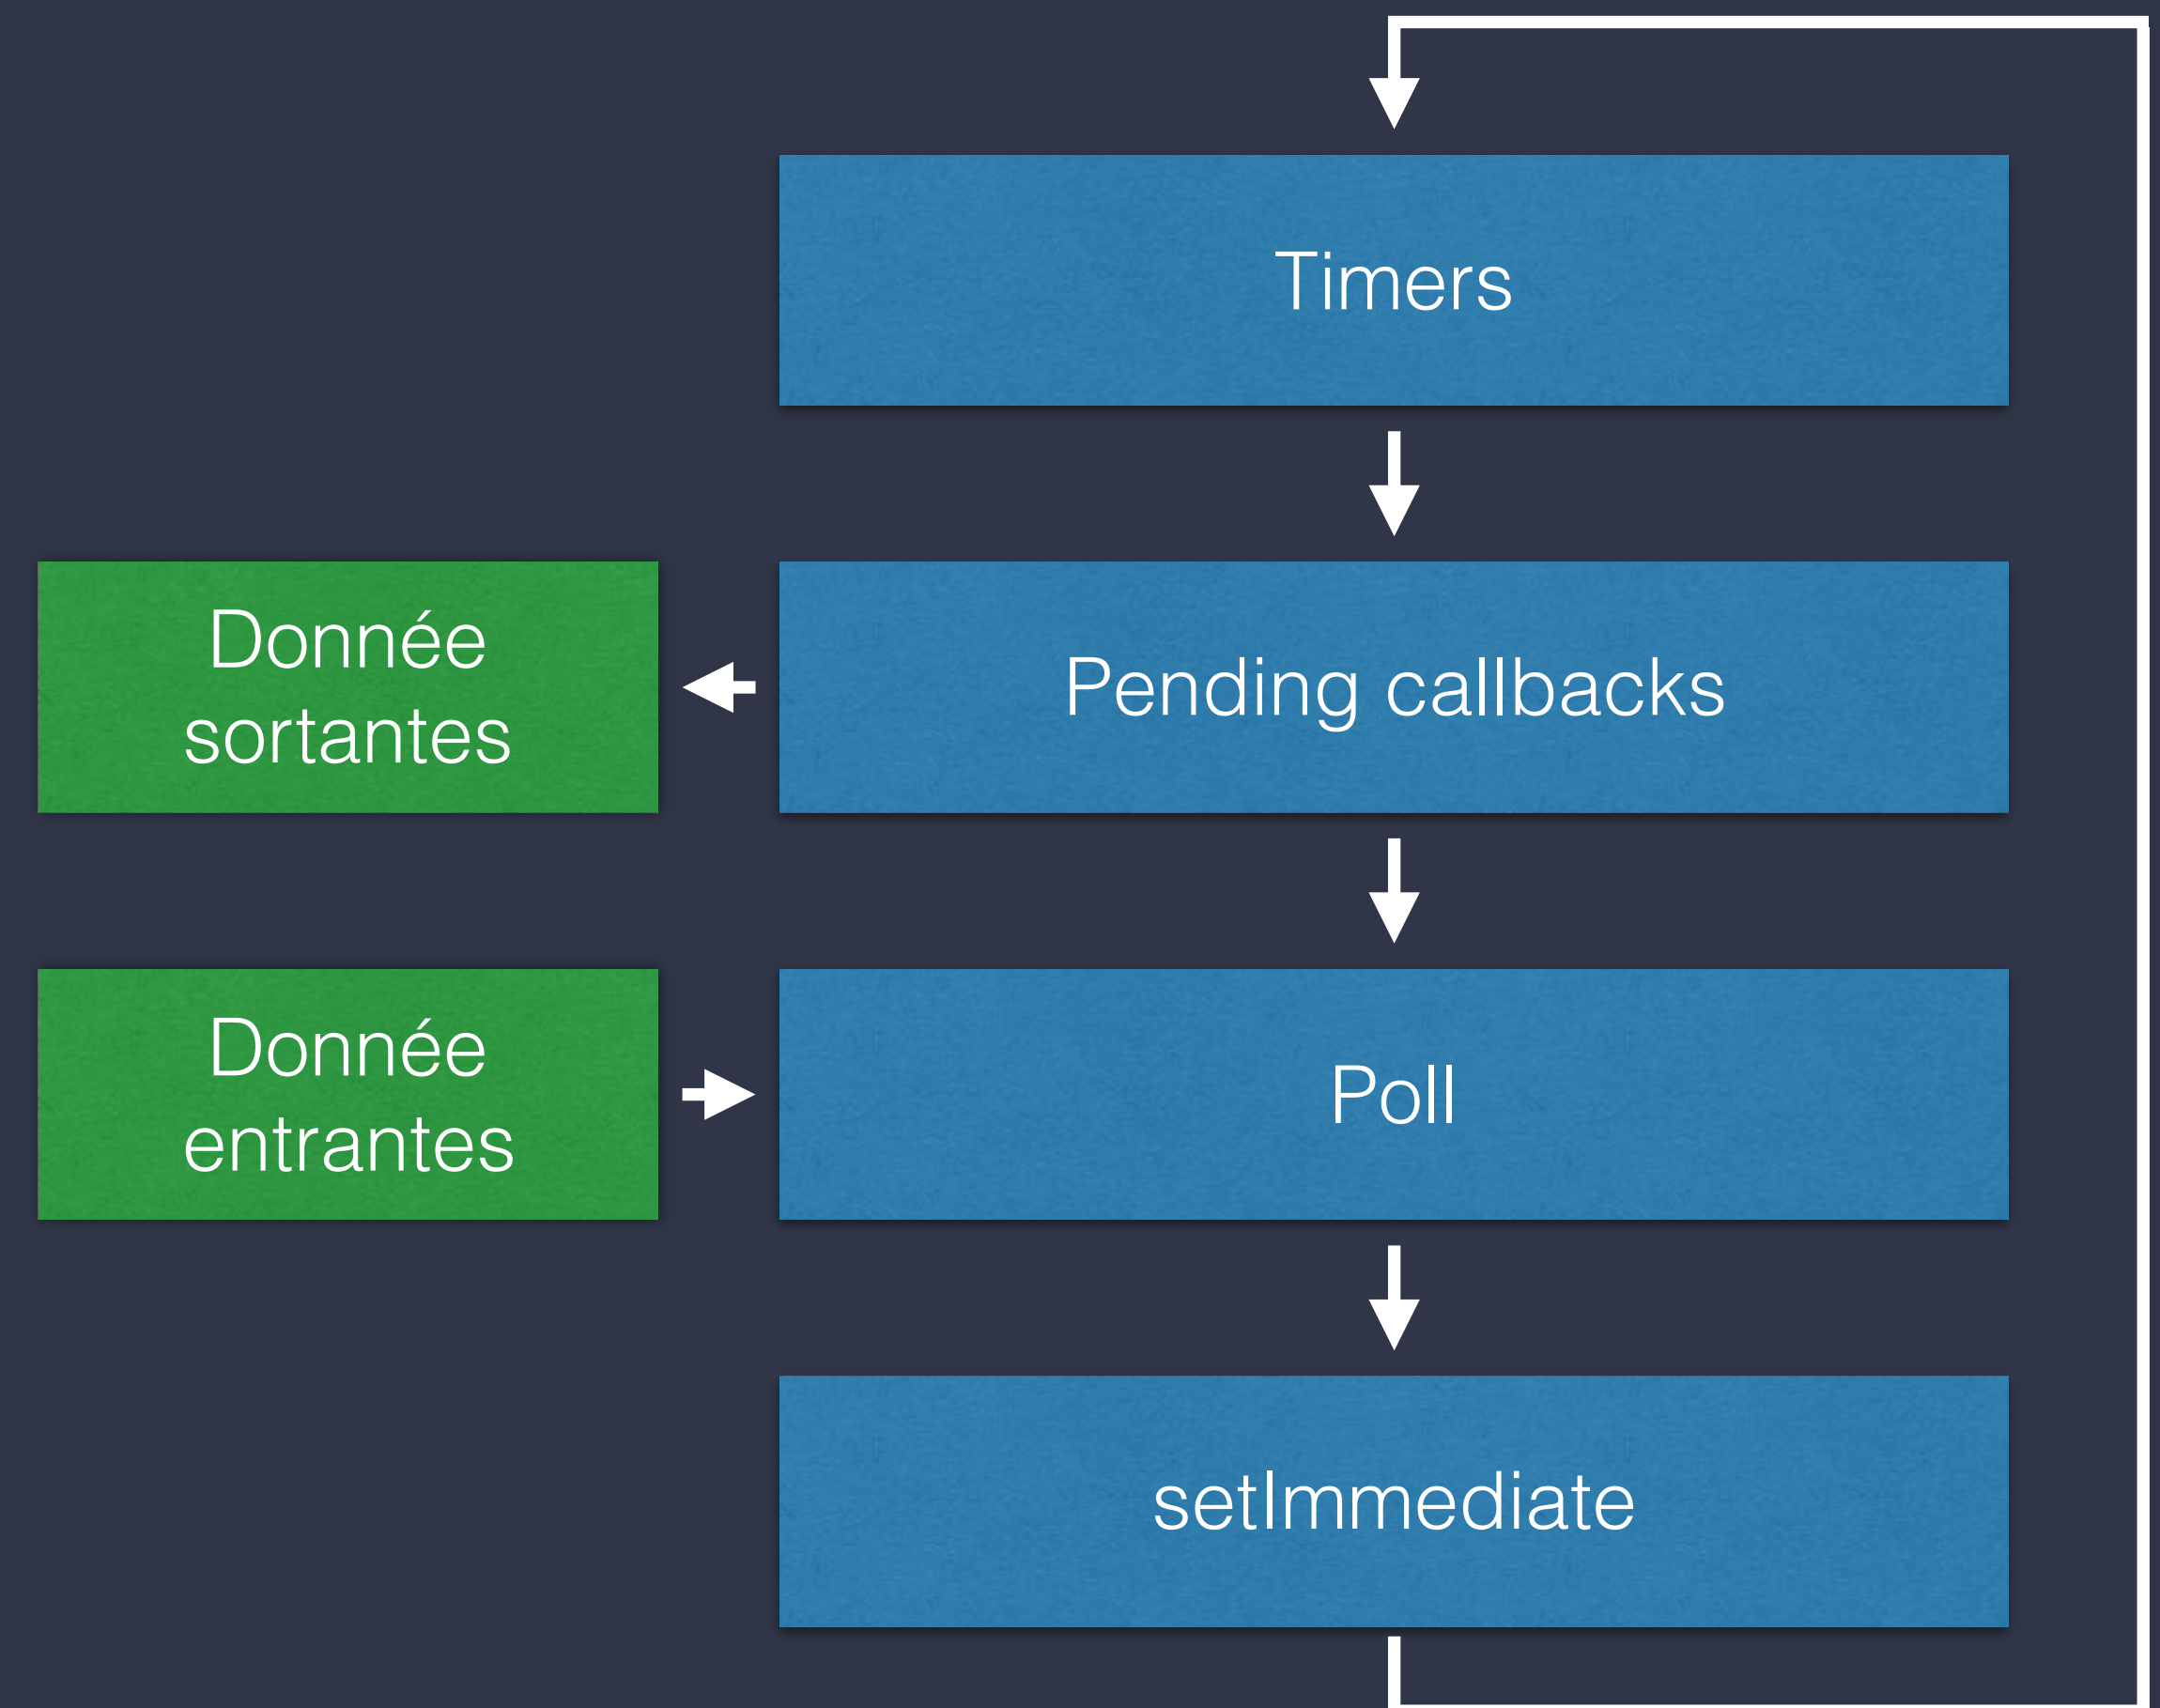 Timers
Donnée
sortantes
Pending callbacks
Donnée
entrantes
Poll
setImmediate